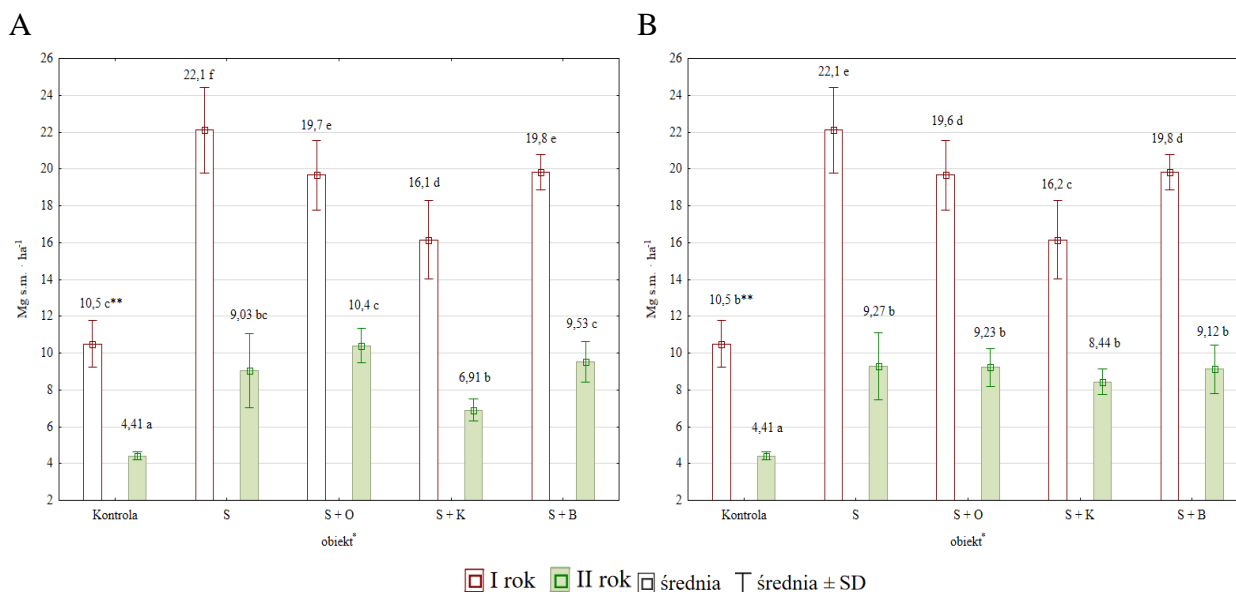 A
Mg s.m. · ha⁻¹
26
24
22
20
18
16
14
12
10
8
6
4
2
10,5 c**
4,41 a
22,1 f
9,03 bc
19,7 e
10,4 c
16,1 d
6,91 b
19,8 e
9,53 c
Kontrola S S + O S + K S + B
obiekt*
B
Mg s.m. · ha⁻¹
26
24
22
20
18
16
14
12
10
8
6
4
2
10,5 b**
4,41 a
22,1 e
9,27 b
19,6 d
9,23 b
16,2 c
8,44 b
19,8 d
9,12 b
Kontrola S S + O S + K S + B
obiekt*
I rok II rok średnia średnia ± SD